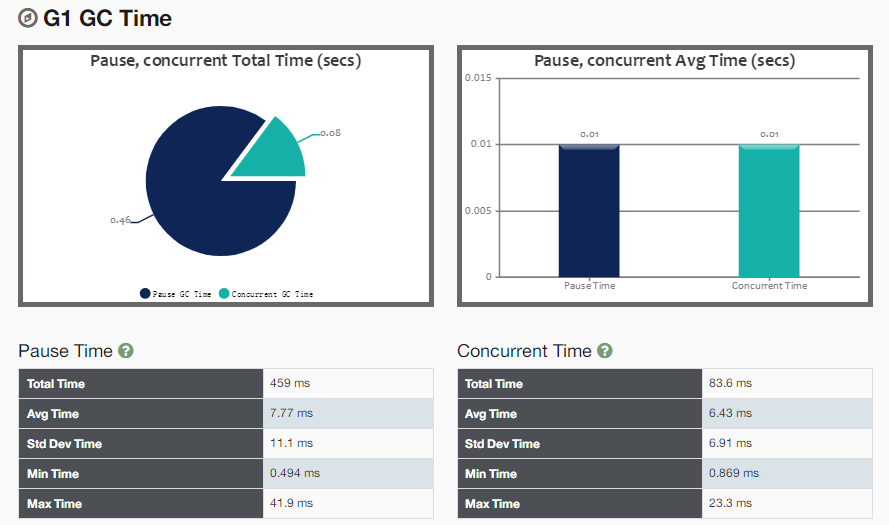 G1 GC Time
Pause, concurrent Total Time (secs)
0.08
0.46
Pause GC Time Concurrent GC Time
Pause, concurrent Avg Time (secs)
0.015
0.01
0.005
0
0.01
0.01
Pause Time
Concurrent Time
Pause Time ?
Total Time 459 ms
Avg Time 7.77 ms
Std Dev Time 11.1 ms
Min Time 0.494 ms
Max Time 41.9 ms
Concurrent Time ?
Total Time 83.6 ms
Avg Time 6.43 ms
Std Dev Time 6.91 ms
Min Time 0.869 ms
Max Time 23.3 ms